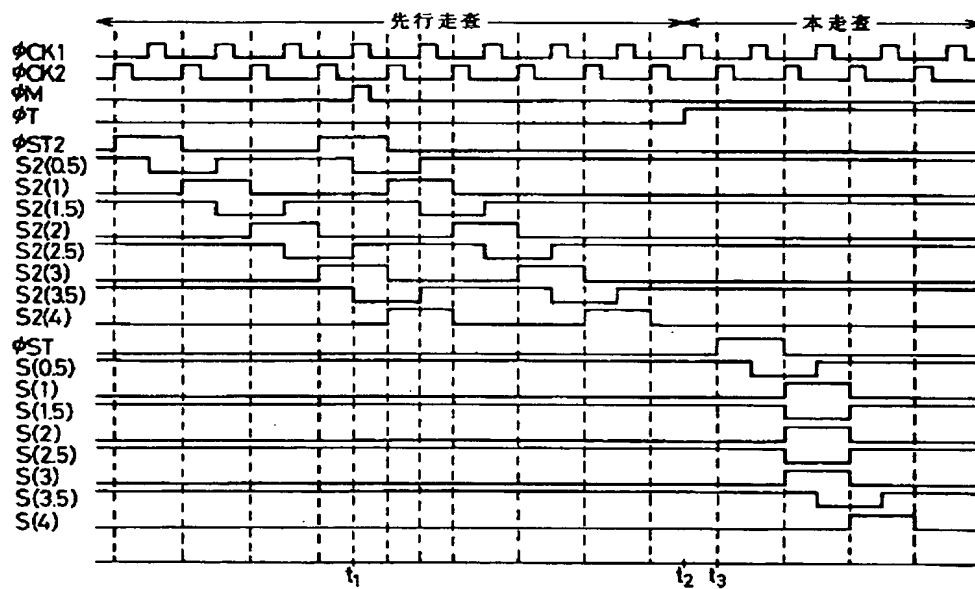 先行走査 本走査
φCK1
φCK2
φM
φT
φST2
S2(0.5)
S2(1)
S2(1.5)
S2(2)
S2(2.5)
S2(3)
S2(3.5)
S2(4)
φST
S(0.5)
S(1)
S(1.5)
S(2)
S(2.5)
S(3)
S(3.5)
S(4)
t1 t2 t3